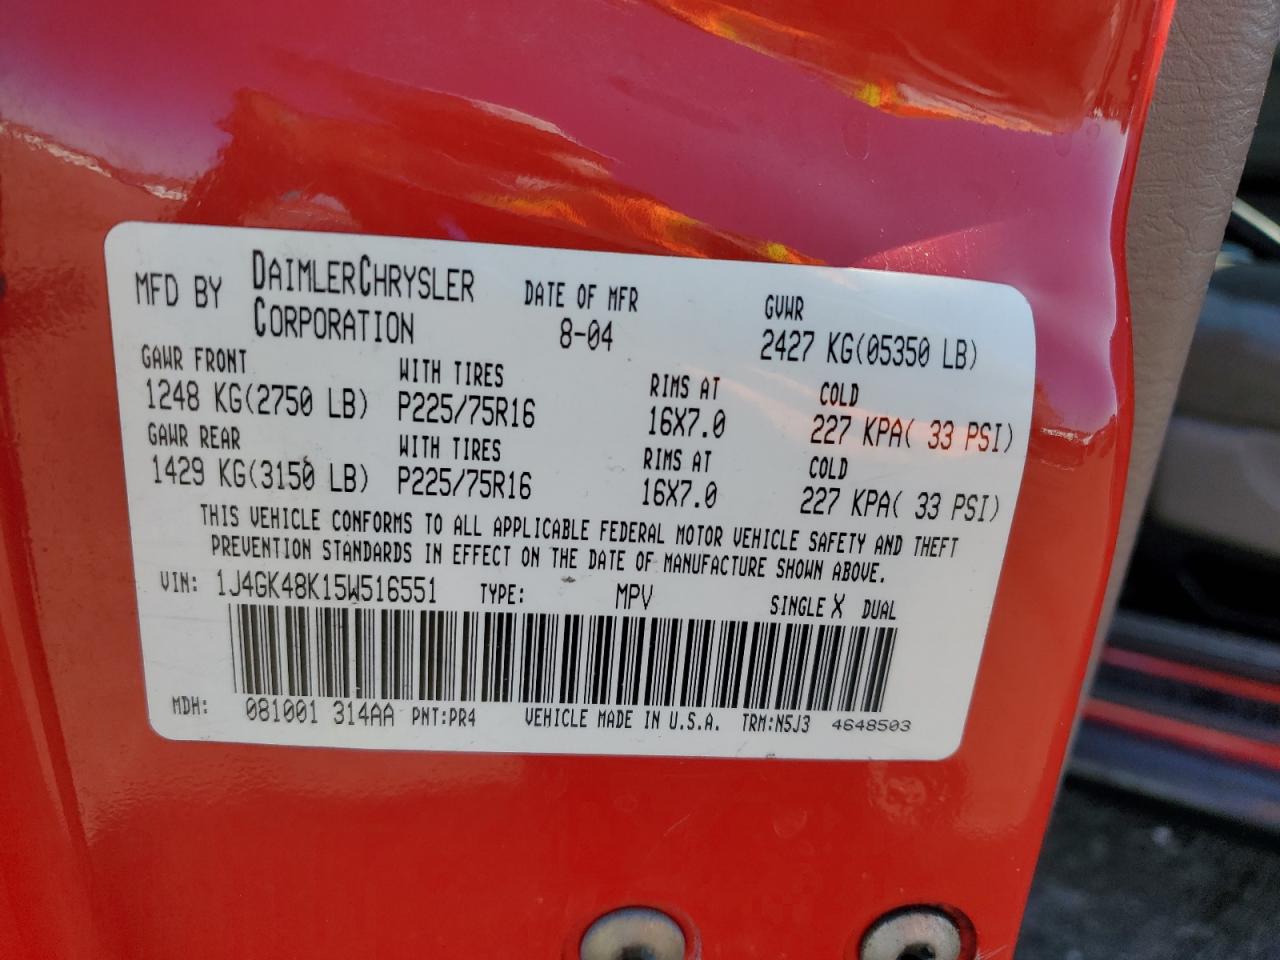 MFD BY DAIMLERCHRYSLER CORPORATION DATE OF MFR 8-04 GVWR 2427 KG(05350 LB)
GAWR FRONT WITH TIRES RIMS AT COLD
1248 KG(2750 LB) P225/75R16 16X7.0 227 KPA( 33 PSI)
GAWR REAR WITH TIRES RIMS AT COLD
1429 KG(3150 LB) P225/75R16 16X7.0 227 KPA( 33 PSI)
THIS VEHICLE CONFORMS TO ALL APPLICABLE FEDERAL MOTOR VEHICLE SAFETY AND THEFT
PREVENTION STANDARDS IN EFFECT ON THE DATE OF MANUFACTURE SHOWN ABOVE.
VIN: 1J4GK48K15W516551 TYPE: MPV SINGLE X DUAL
MDH: 081001 314AA PNT:PR4 VEHICLE MADE IN U.S.A. TRM:N5J3 4648503